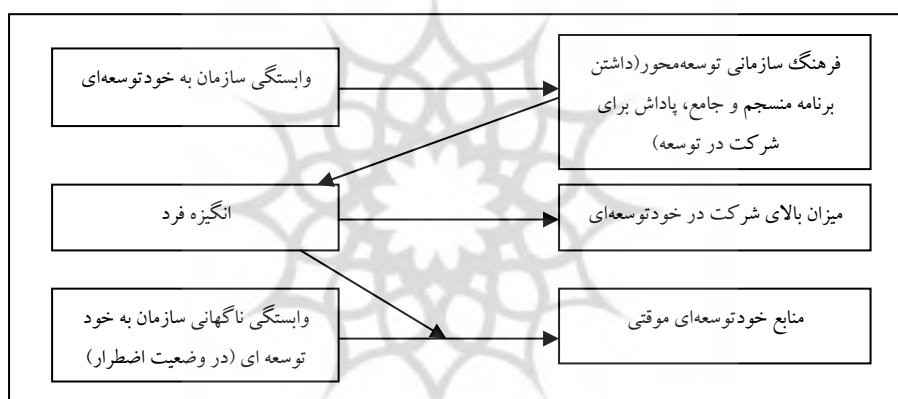 وابستگی سازمان به خودتوسعه‌ای
فرهنگ سازمانی توسعه‌محور(داشتن
برنامه منسجم و جامع، پاداش برای
شرکت در توسعه)
انگیزه فرد
میزان بالای شرکت در خودتوسعه‌ای
وابستگی ناگهانی سازمان به خود
توسعه ای (در وضعیت اضطرار)
منابع خودتوسعه‌ای موقتی